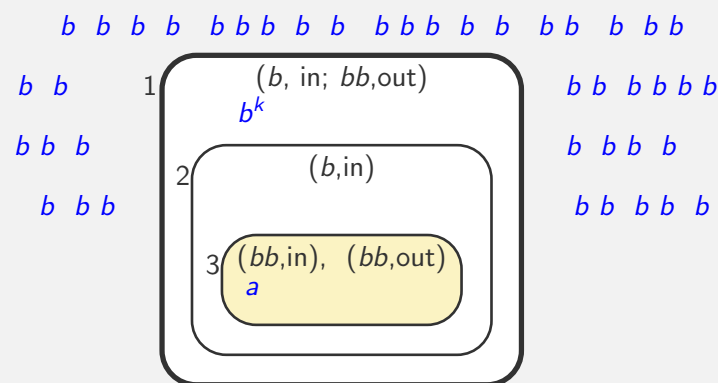 b b b b b b b b b b b b b b b b b b b b
1 (b, in; bb,out)
b b b b b b b b
b^k
b b b b b b b
2 (b,in)
b b b b b b b b
3 (bb,in), (bb,out)
a